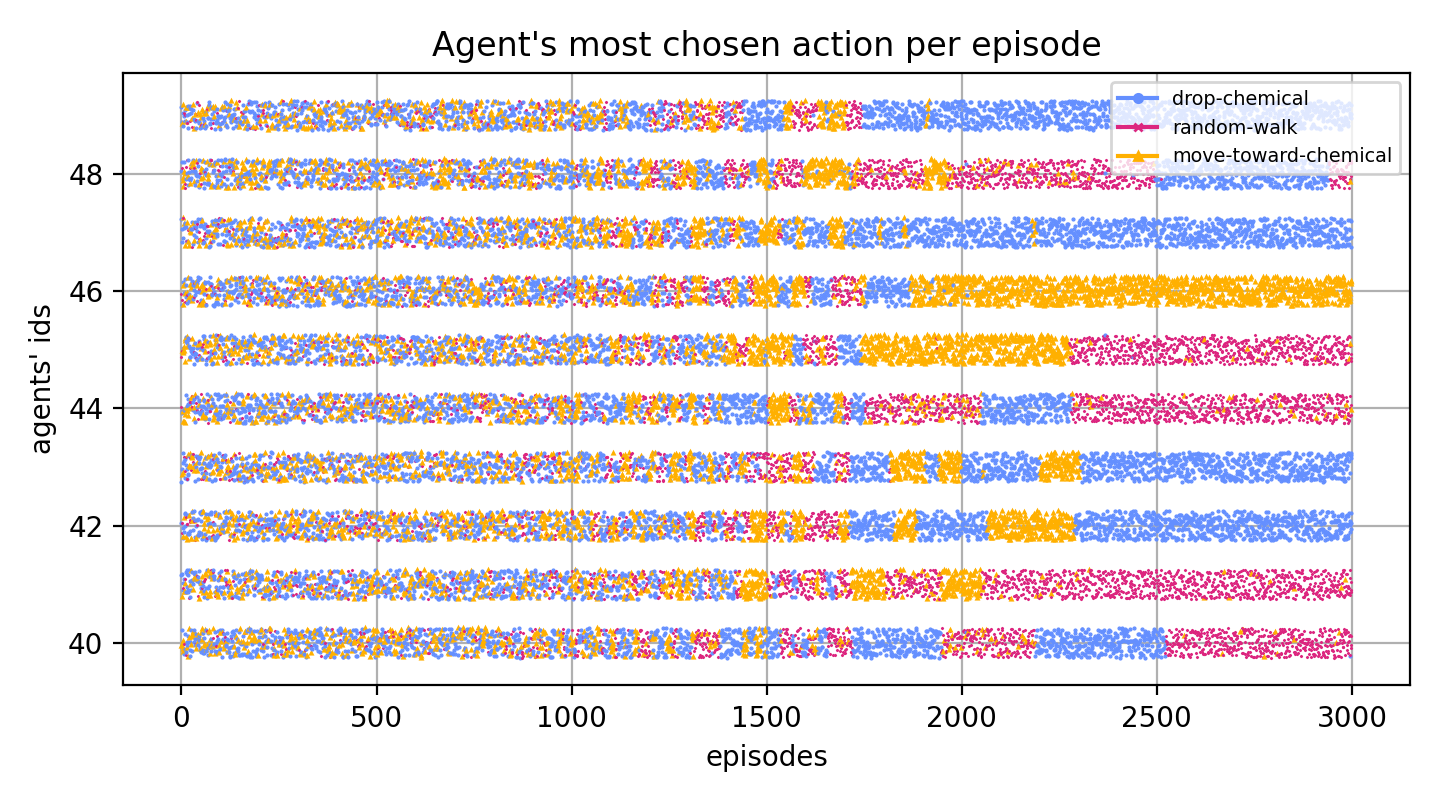 Agent's most chosen action per episode
drop-chemical
random-walk
move-toward-chemical
agents' ids
48
46
44
42
40
0 500 1000 1500 2000 2500 3000
episodes